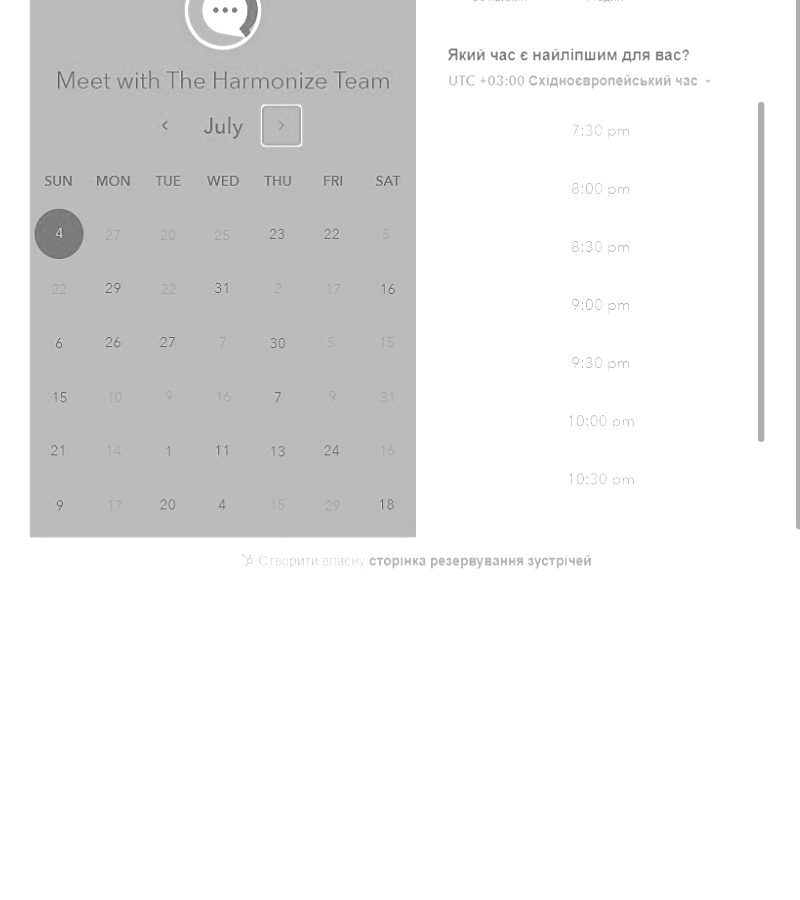 Meet with The Harmonize Team
July
SUN MON TUE WED THU FRI SAT
4 27 20 25 23 22 5
22 29 22 31 2 17 16
6 26 27 7 30 5 15
15 10 9 16 7 9 31
21 14 1 11 13 24 16
9 17 20 4 15 29 18
Який час є найліпшим для вас?
UTC +03:00 Східноєвропейський час
7:30 pm
8:00 pm
8:30 pm
9:00 pm
9:30 pm
10:00 pm
10:30 pm
Створити власну сторінка резервування зустрічей